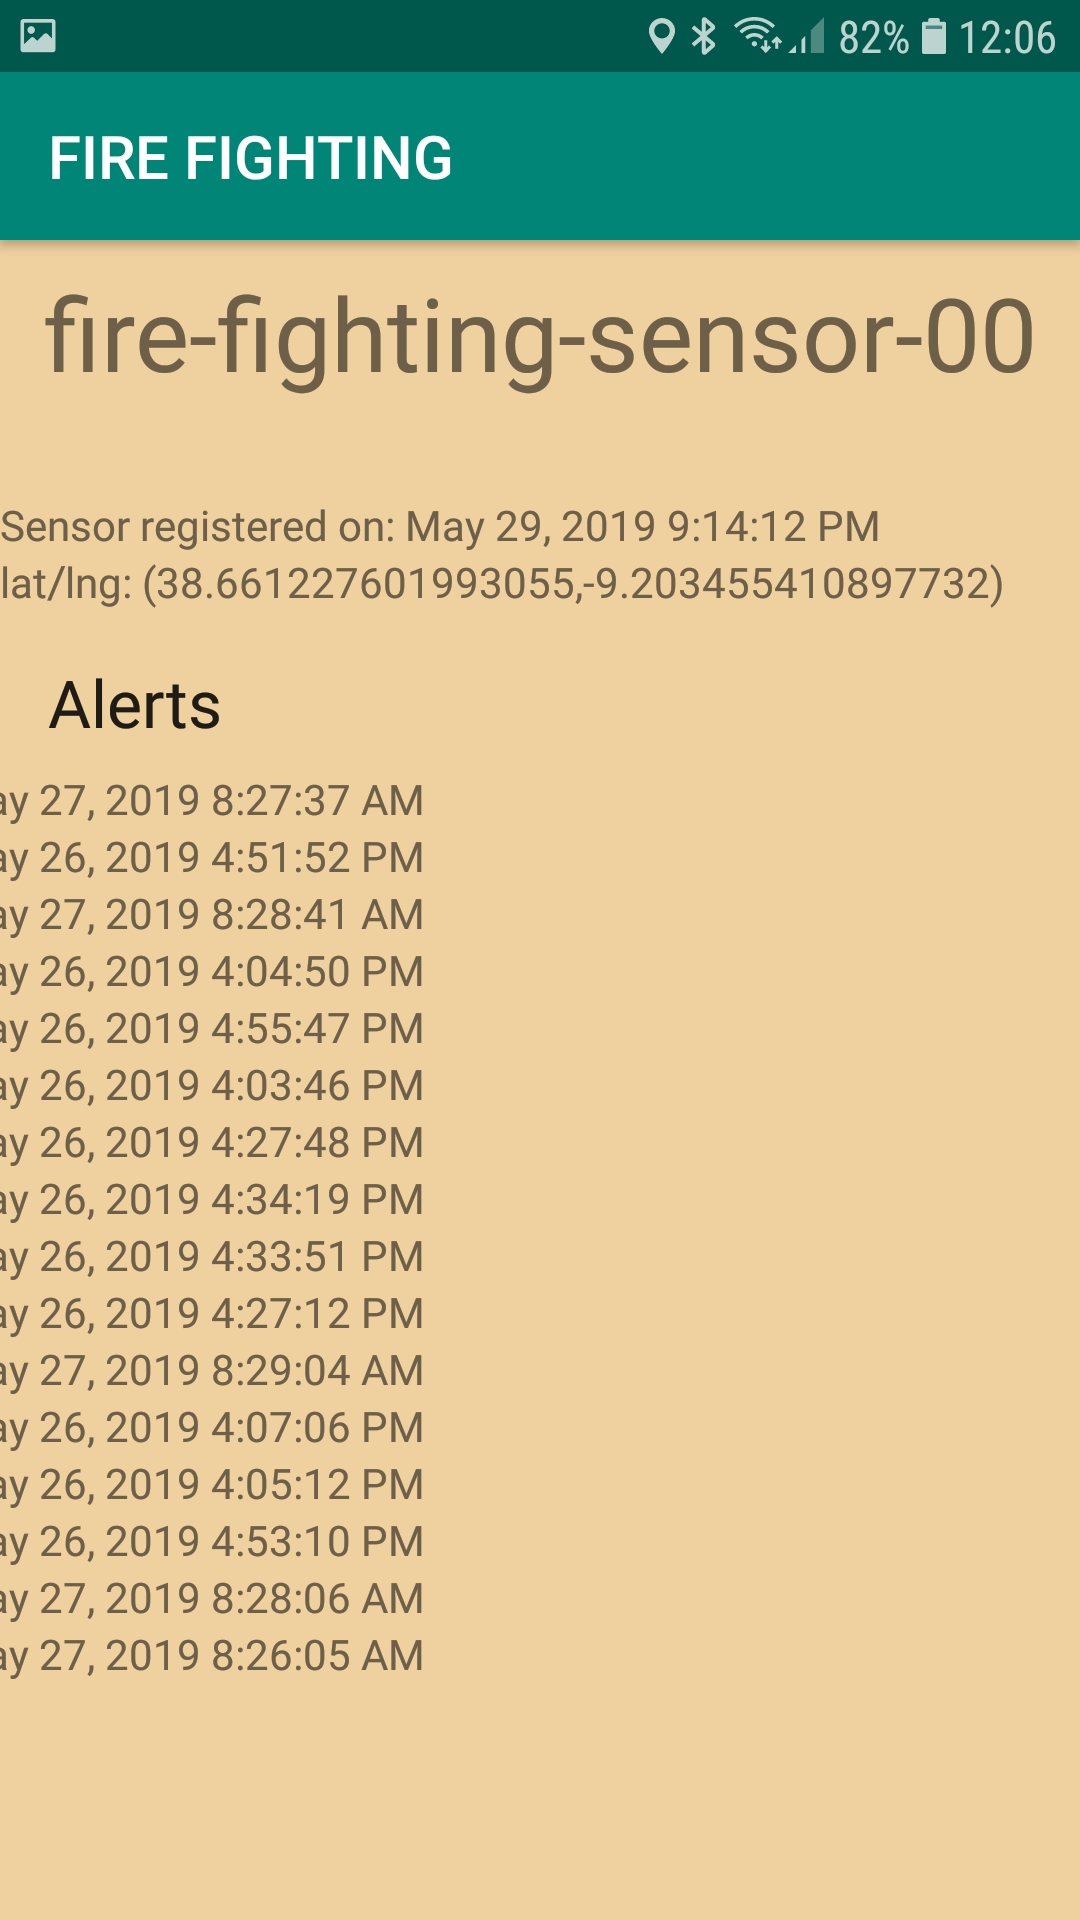 82% 12:06
FIRE FIGHTING
fire-fighting-sensor-00
Sensor registered on: May 29, 2019 9:14:12 PM
lat/lng: (38.661227601993055,-9.203455410897732)
Alerts
ay 27, 2019 8:27:37 AM
ay 26, 2019 4:51:52 PM
ay 27, 2019 8:28:41 AM
ay 26, 2019 4:04:50 PM
ay 26, 2019 4:55:47 PM
ay 26, 2019 4:03:46 PM
ay 26, 2019 4:27:48 PM
ay 26, 2019 4:34:19 PM
ay 26, 2019 4:33:51 PM
ay 26, 2019 4:27:12 PM
ay 27, 2019 8:29:04 AM
ay 26, 2019 4:07:06 PM
ay 26, 2019 4:05:12 PM
ay 26, 2019 4:53:10 PM
ay 27, 2019 8:28:06 AM
ay 27, 2019 8:26:05 AM